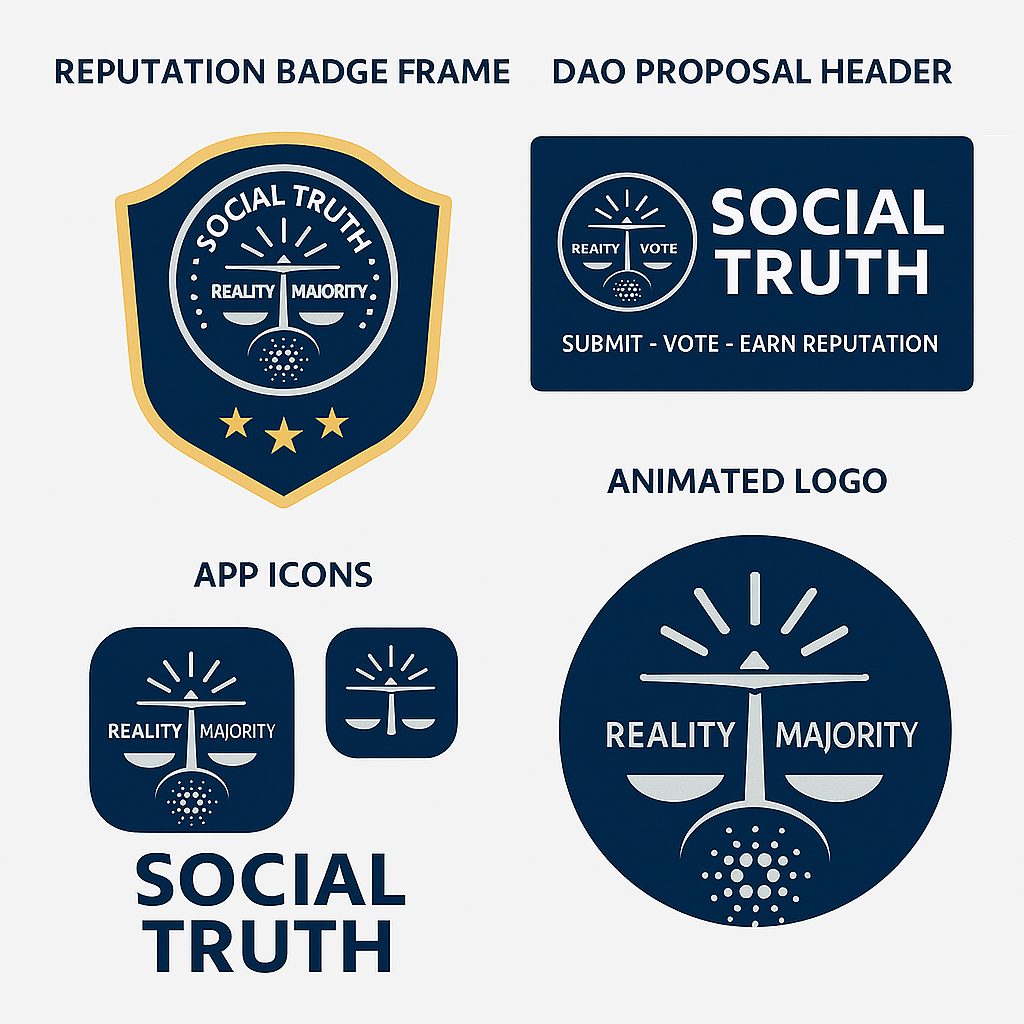 REPUTATION BADGE FRAME
SOCIAL TRUTH
REALITY MAJORITY
DAO PROPOSAL HEADER
REAITY VOTE
SOCIAL
TRUTH
SUBMIT - VOTE - EARN REPUTATION
APP ICONS
REALITY MAJORITY
SOCIAL
TRUTH
ANIMATED LOGO
REALITY MAJORITY